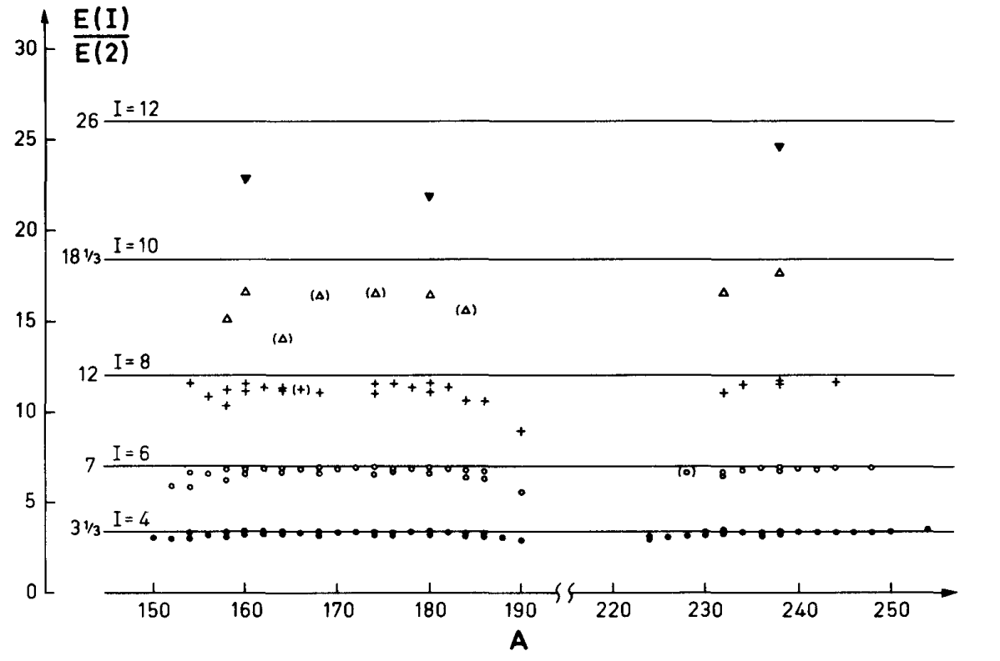 E(I)
E(2)
30
I = 12
26
25
20
I = 10
18 1/3
15
I = 8
12
10
I = 6
7
5
I = 4
3 1/3
0
150 160 170 180 190 220 230 240 250
A